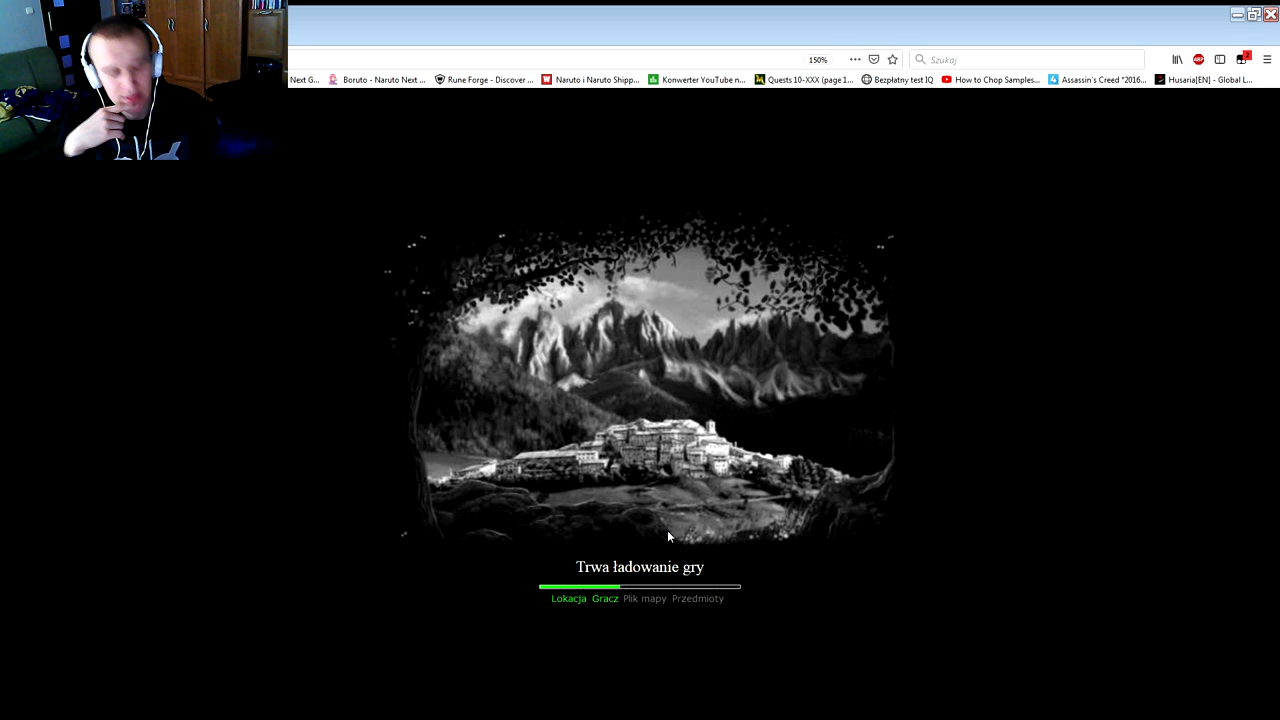 150%
Szukaj
2
Next G...
Boruto - Naruto Next ...
Rune Forge - Discover ...
Naruto i Naruto Shipp...
Konwerter YouTube n...
Quests 10-XXX (page 1...
Bezpłatny test IQ
How to Chop Samples...
Assassin's Creed "2016...
Husaria[EN] - Global L...
Trwa ładowanie gry
Lokacja Gracz Plik mapy Przedmioty